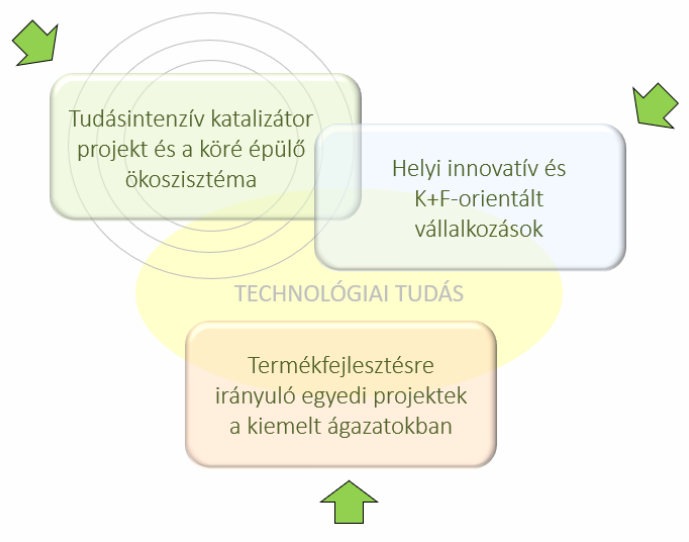 Tudásintenzív katalizátor
projekt és a köré épülő
ökoszisztéma
Helyi innovatív és
K+F-orientált
vállalkozások
TECHNOLÓGIAI TUDÁS
Termékfejlesztésre
irányuló egyedi projektek
a kiemelt ágazatokban